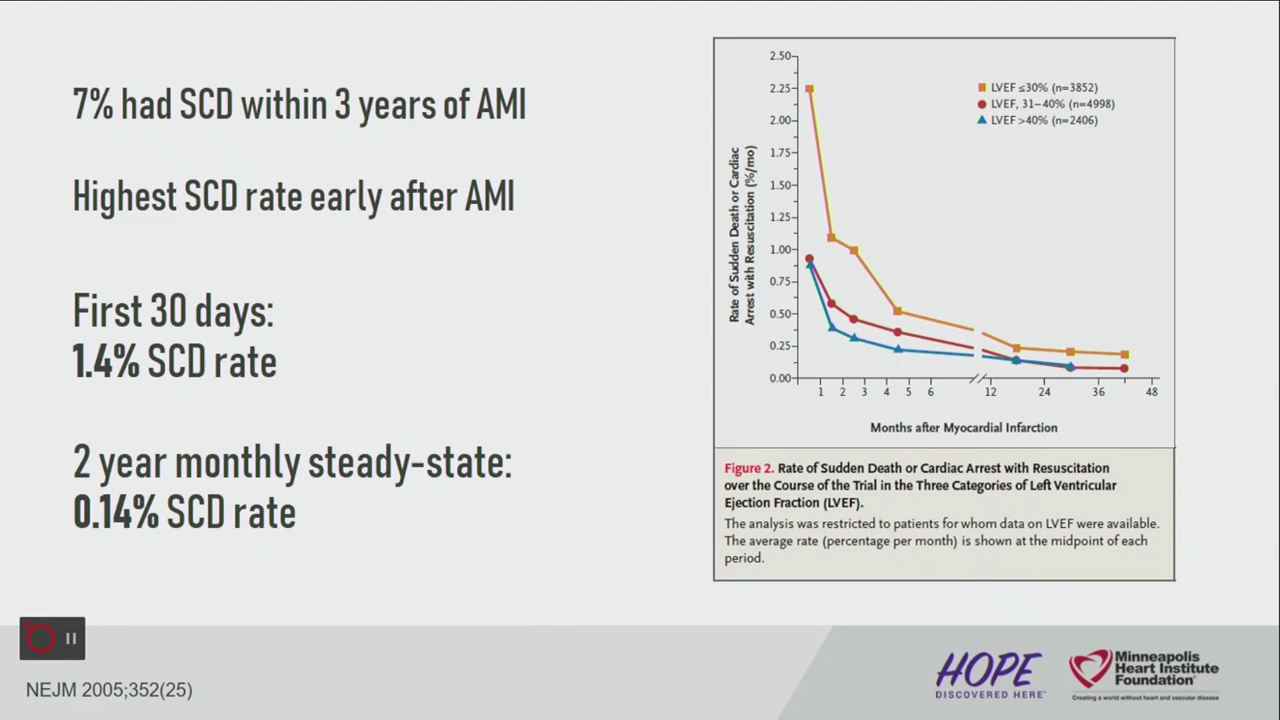 7% had SCD within 3 years of AMI
Highest SCD rate early after AMI
First 30 days:
1.4% SCD rate
2 year monthly steady-state:
0.14% SCD rate
Rate of Sudden Death or Cardiac
Arrest with Resuscitation (%/mo)
2.50
2.25
2.00
1.75
1.50
1.25
1.00
0.75
0.50
0.25
0.00
LVEF ≤30% (n=3852)
LVEF, 31–40% (n=4998)
LVEF >40% (n=2406)
1 2 3 4 5 6 12 24 36 48
Months after Myocardial Infarction
Figure 2. Rate of Sudden Death or Cardiac Arrest with Resuscitation
over the Course of the Trial in the Three Categories of Left Ventricular
Ejection Fraction (LVEF).
The analysis was restricted to patients for whom data on LVEF were available.
The average rate (percentage per month) is shown at the midpoint of each
period.
NEJM 2005;352(25)
HOPE
DISCOVERED HERE
Minneapolis
Heart Institute
Foundation
Creating a world without heart and vascular disease